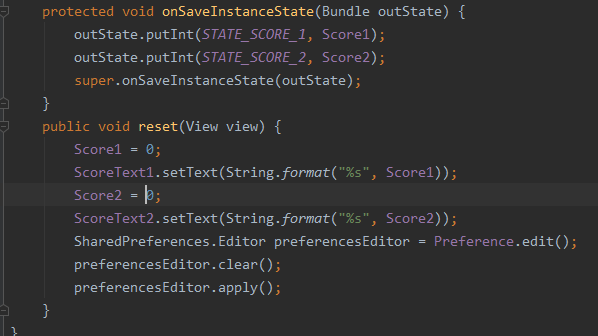 protected void onSaveInstanceState(Bundle outState) {
outState.putInt(STATE_SCORE_1, Score1);
outState.putInt(STATE_SCORE_2, Score2);
super.onSaveInstanceState(outState);
}
public void reset(View view) {
Score1 = 0;
ScoreText1.setText(String.format("%s", Score1));
Score2 = 0;
ScoreText2.setText(String.format("%s", Score2));
SharedPreferences.Editor preferencesEditor = Preference.edit();
preferencesEditor.clear();
preferencesEditor.apply();
}
}